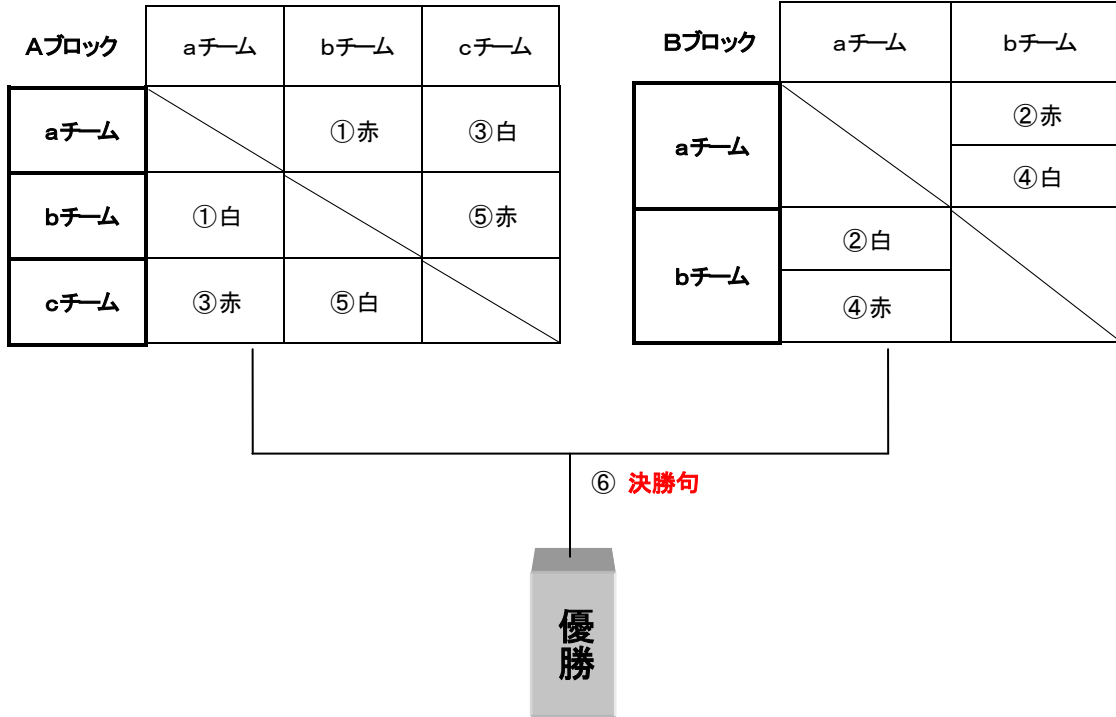 Aブロック aチーム bチーム cチーム
aチーム ①赤 ③白
bチーム ①白 ⑤赤
cチーム ③赤 ⑤白
Bブロック aチーム bチーム
aチーム ②赤
④白
bチーム ②白
④赤
⑥ 決勝句
優勝